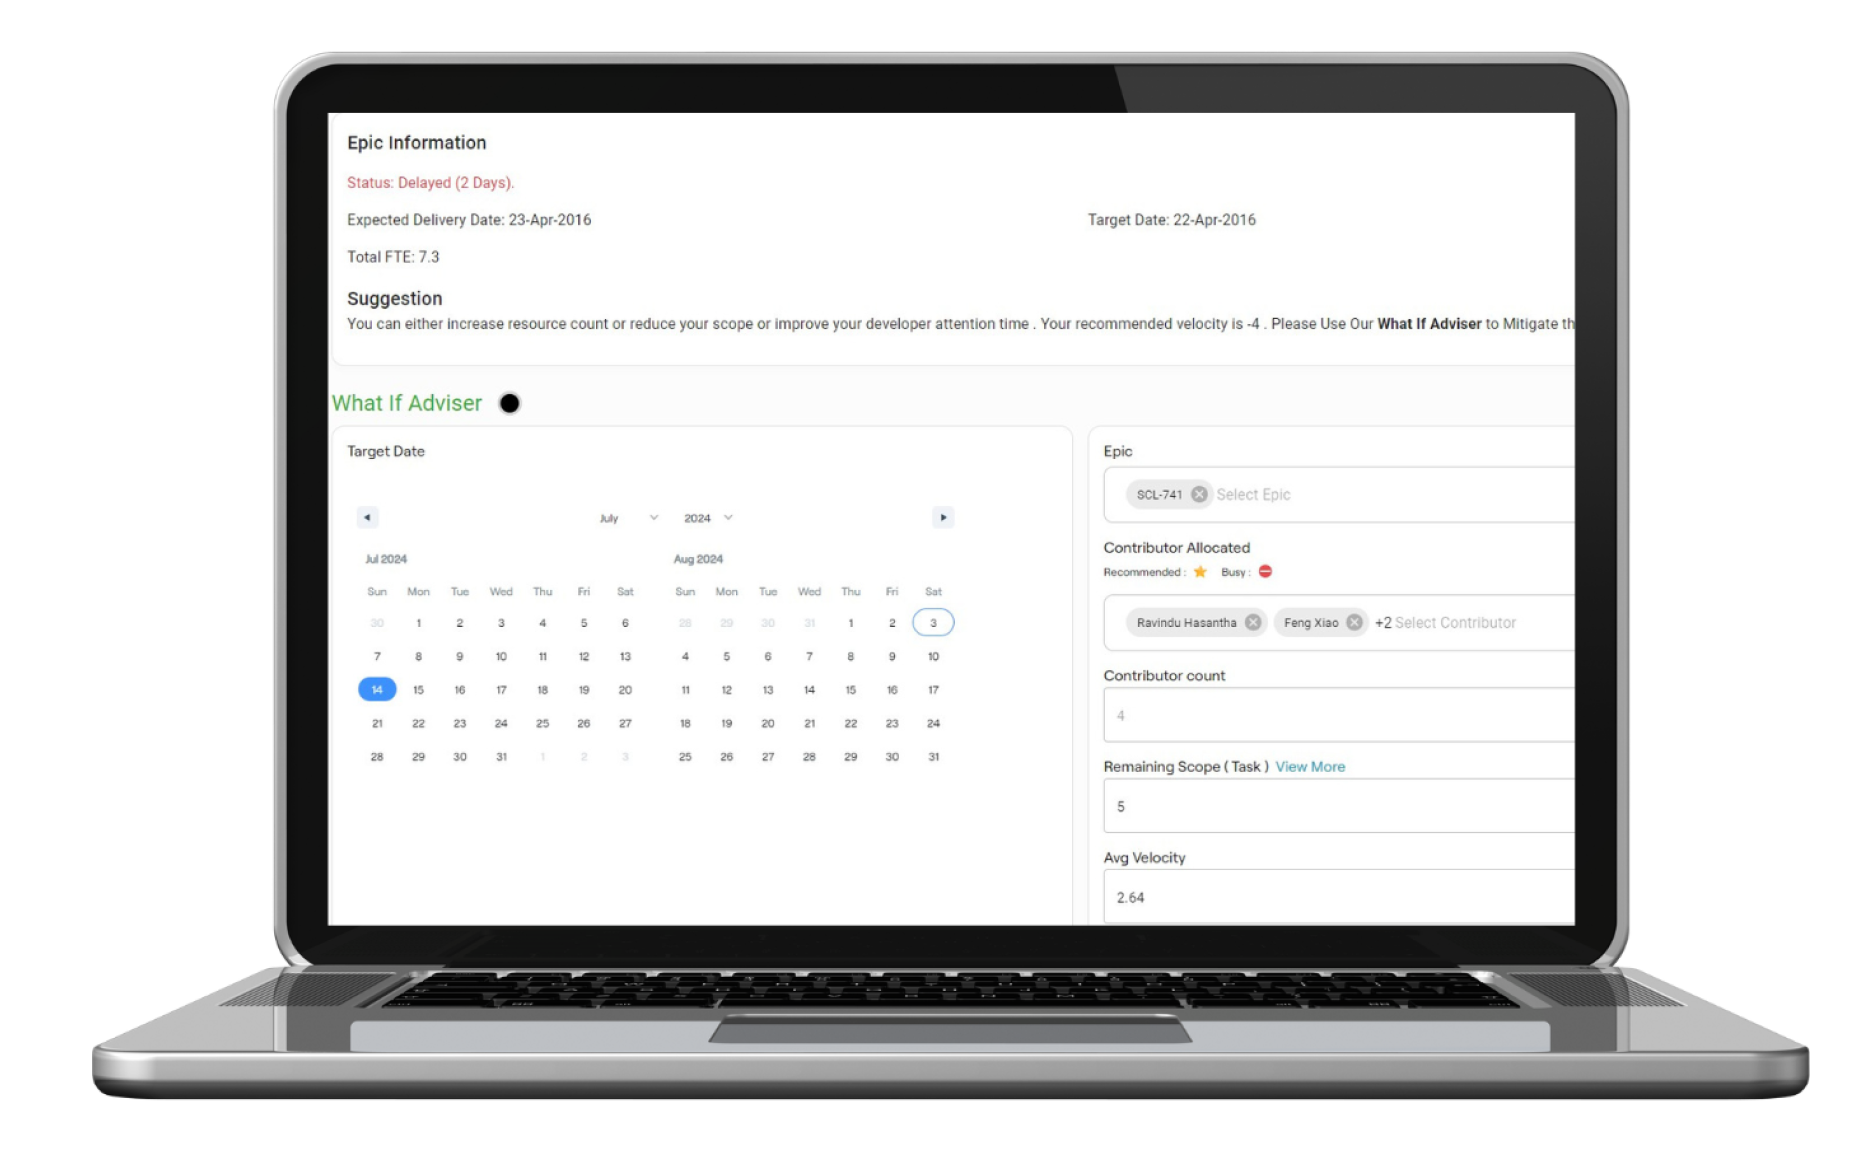 Epic Information
Status: Delayed (2 Days).
Expected Delivery Date: 23-Apr-2016 Target Date: 22-Apr-2016
Total FTE: 7.3
Suggestion
You can either increase resource count or reduce your scope or improve your developer attention time . Your recommended velocity is -4 . Please Use Our What If Adviser to Mitigate th
What If Adviser
Target Date
July 2024
Jul 2024 Aug 2024
Sun Mon Tue Wed Thu Fri Sat Sun Mon Tue Wed Thu Fri Sat
30 1 2 3 4 5 6 28 29 30 31 1 2 3
7 8 9 10 11 12 13 4 5 6 7 8 9 10
14 15 16 17 18 19 20 11 12 13 14 15 16 17
21 22 23 24 25 26 27 18 19 20 21 22 23 24
28 29 30 31 1 2 3 25 26 27 28 29 30 31
Epic
SCL-741 Select Epic
Contributor Allocated
Recommended : Busy :
Ravindu Hasantha Feng Xiao +2 Select Contributor
Contributor count
4
Remaining Scope ( Task ) View More
5
Avg Velocity
2.64